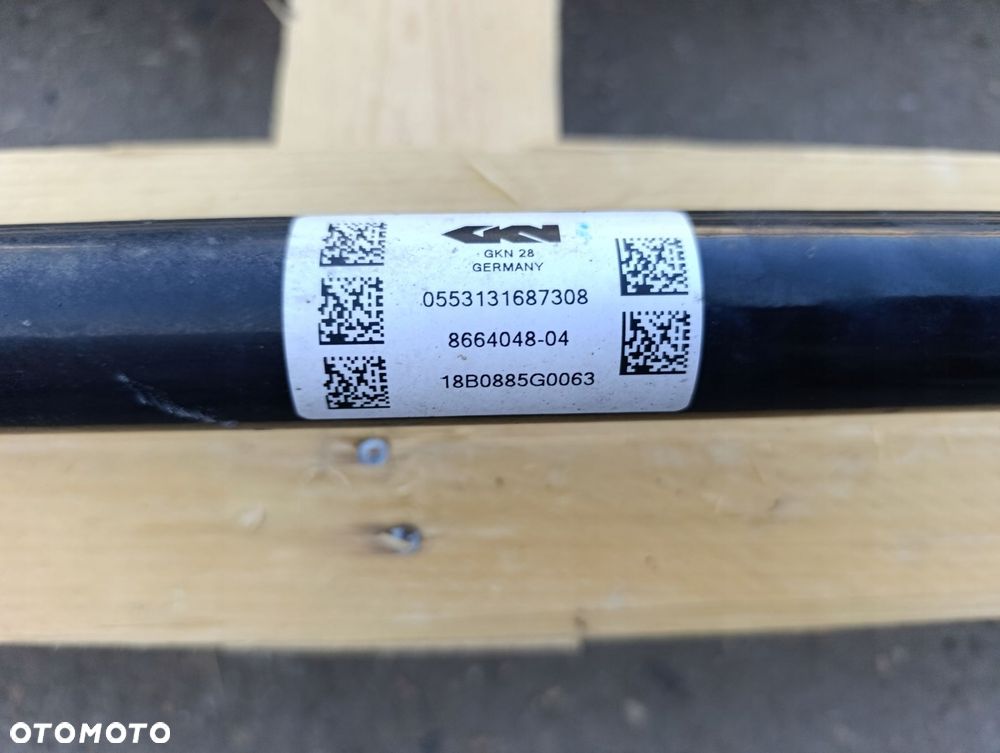 GKN
GKN 28
GERMANY
0553131687308
8664048-04
18B0885G0063
OTOMOTO